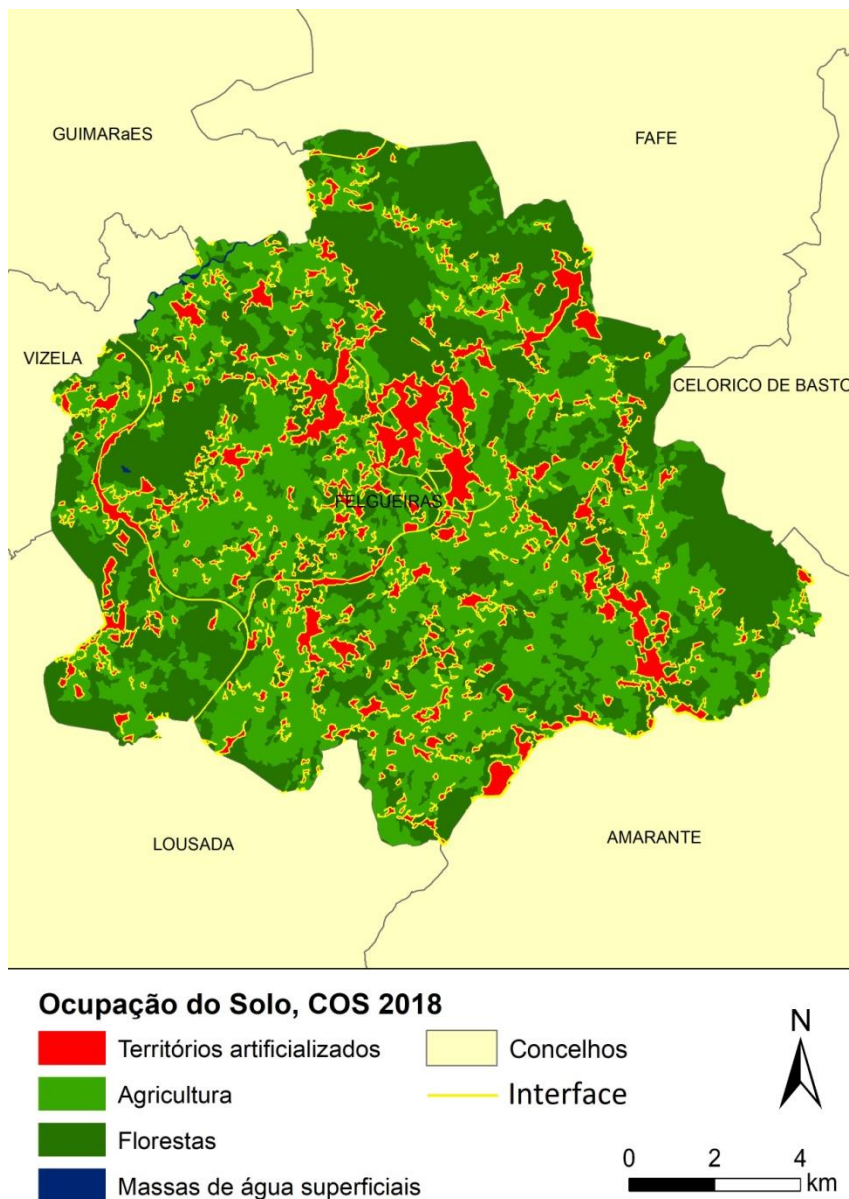 GUIMARaES
FAFE
VIZELA
CELORICO DE BASTO
FELGUEIRAS
LOUSADA
AMARANTE
Ocupação do Solo, COS 2018
Territórios artificializados
Agricultura
Florestas
Massas de água superficiais
Concelhos
Interface
N
0 2 4
km